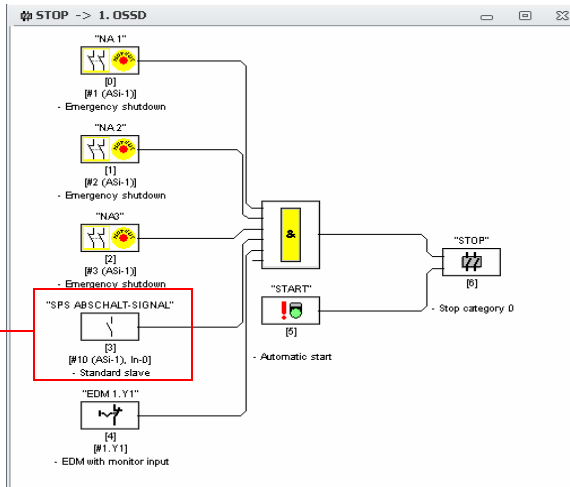 STOP -> 1. OSSD
"NA 1"
[0]
[#1 (ASi-1)]
- Emergency shutdown
"NA 2"
[1]
[#2 (ASi-1)]
- Emergency shutdown
"NA3"
[2]
[#3 (ASi-1)]
- Emergency shutdown
"SPS ABSCHALT-SIGNAL"
[3]
[#10 (ASi-1), In-0]
- Standard slave
"EDM 1.Y1"
[4]
[#1.Y1]
- EDM with monitor input
&
"START"
[5]
- Automatic start
"STOP"
[6]
- Stop category 0